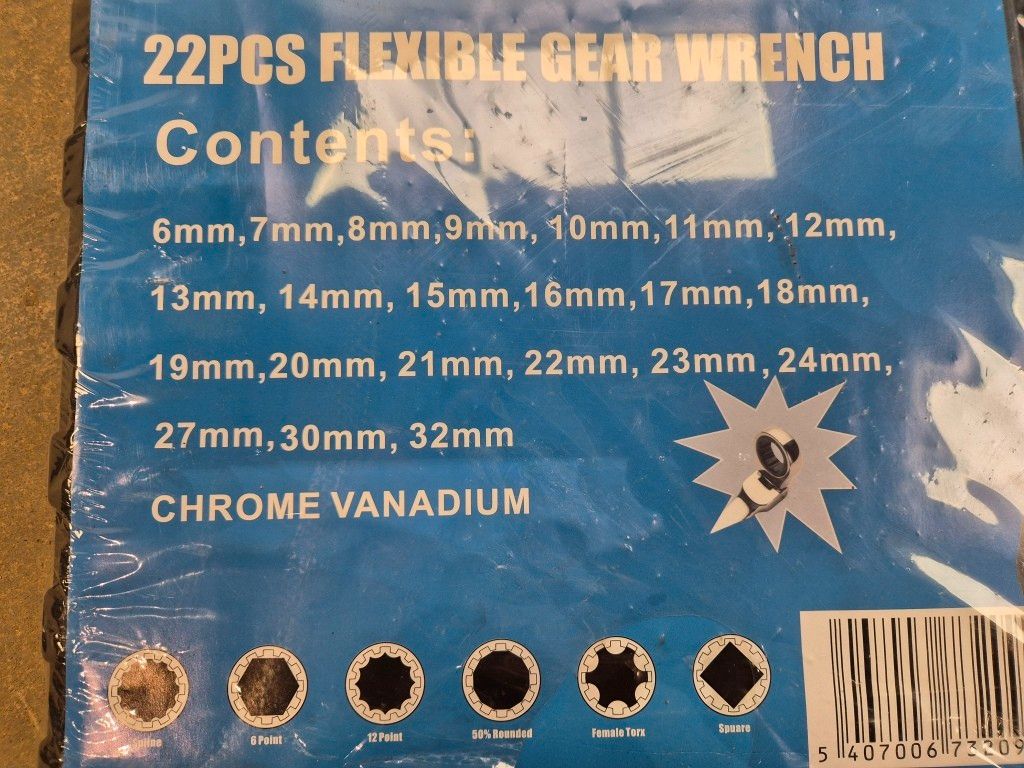 22PCS FLEXIBLE GEAR WRENCH
Contents:
6mm,7mm,8mm,9mm, 10mm,11mm, 12mm,
13mm, 14mm, 15mm,16mm,17mm,18mm,
19mm,20mm, 21mm, 22mm, 23mm, 24mm,
27mm,30mm, 32mm
CHROME VANADIUM
6 Point 12 Point 50% Rounded Female Torx Spuare
5 407006 73209